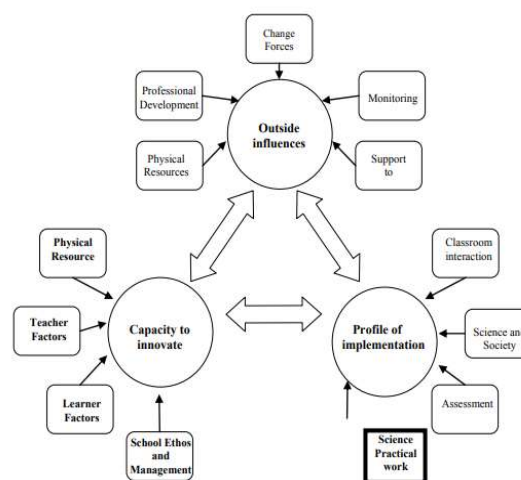 Change
Forces
Professional
Development
Monitoring
Outside
influences
Physical
Resources
Support
to
Physical
Resource
Classroom
interaction
Teacher
Factors
Capacity to
innovate
Profile of
implementation
Science an
Society
Learner
Factors
Assessment
School Ethos
and
Management
Science
Practical
work